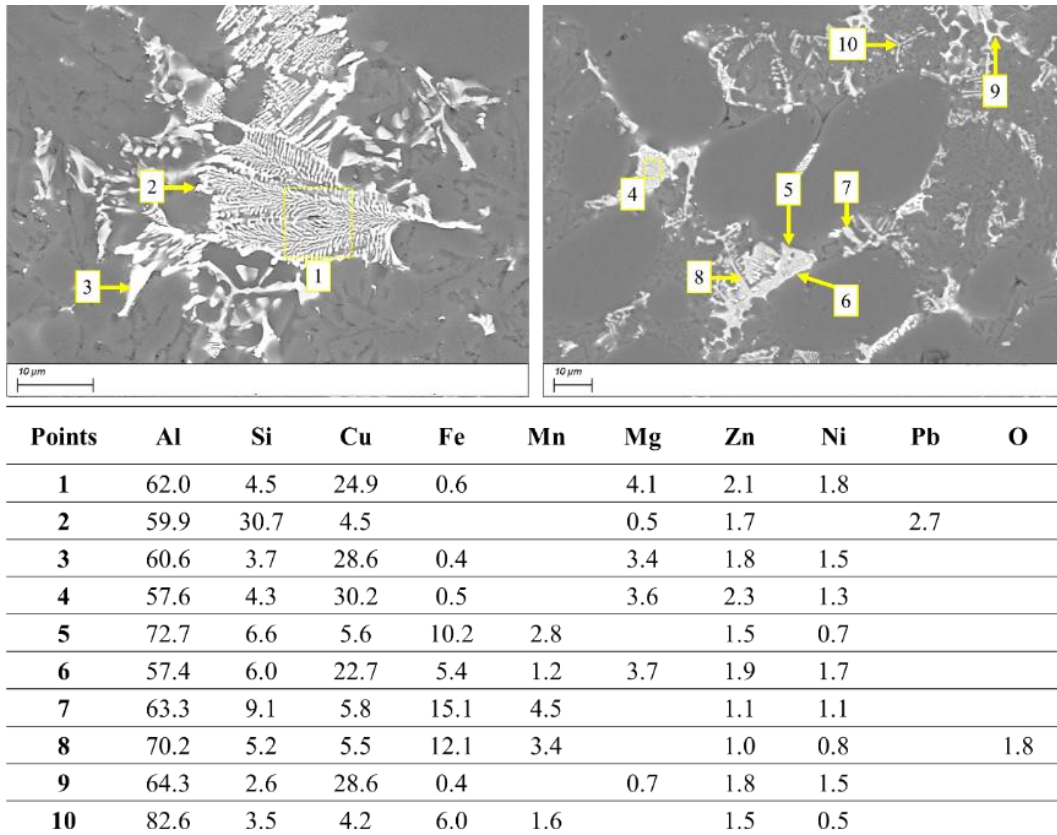 10
9
2
4
5
7
1
3
8
6
10 µm
10 µm
Points Al Si Cu Fe Mn Mg Zn Ni Pb O
1 62.0 4.5 24.9 0.6 4.1 2.1 1.8
2 59.9 30.7 4.5 0.5 1.7 2.7
3 60.6 3.7 28.6 0.4 3.4 1.8 1.5
4 57.6 4.3 30.2 0.5 3.6 2.3 1.3
5 72.7 6.6 5.6 10.2 2.8 1.5 0.7
6 57.4 6.0 22.7 5.4 1.2 3.7 1.9 1.7
7 63.3 9.1 5.8 15.1 4.5 1.1 1.1
8 70.2 5.2 5.5 12.1 3.4 1.0 0.8 1.8
9 64.3 2.6 28.6 0.4 0.7 1.8 1.5
10 82.6 3.5 4.2 6.0 1.6 1.5 0.5